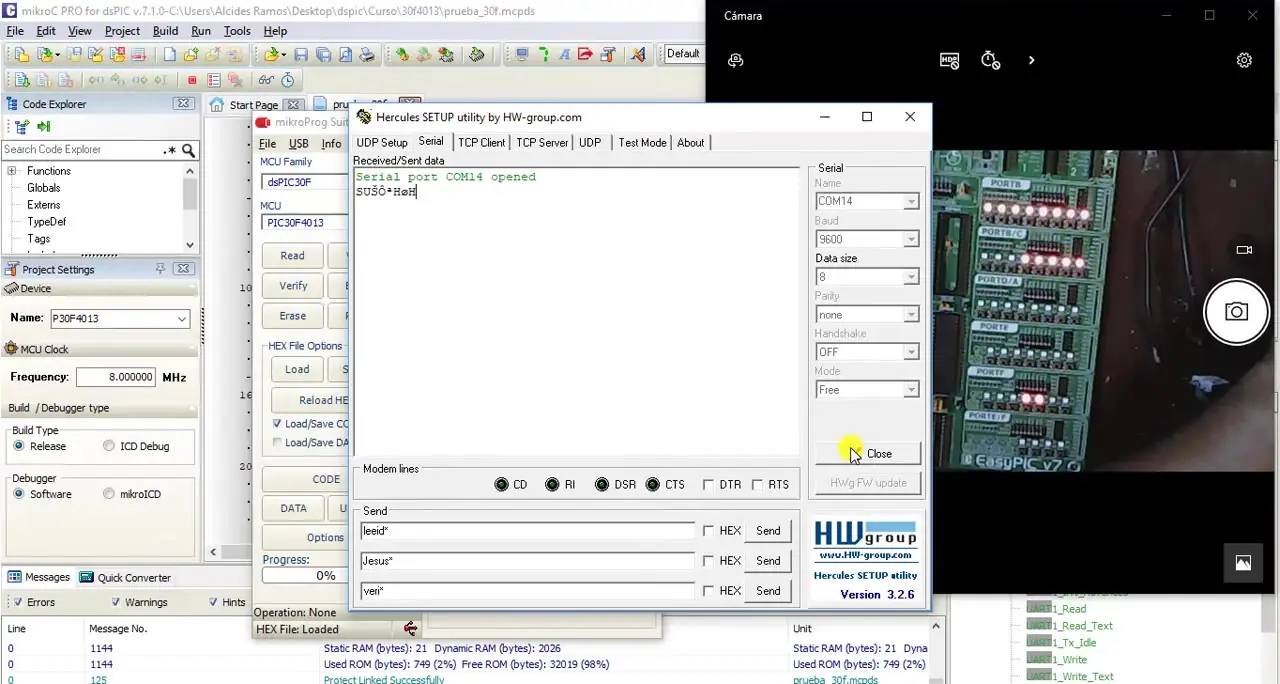 mikroC PRO for dsPIC v.7.1.0-C:\Users\Alcides Ramos\Desktop\dspic\Curso\30f4013\prueba_30f.mcpds
File Edit View Project Build Run Tools Help
Default
Code Explorer
Start Page
Search Code Explorer
Functions
Globals
Externs
TypeDef
Tags
Project Settings
Device
Name: P30F4013
MCU Clock
Frequency: 8.000000 MHz
Build / Debugger type
Build Type
Release ICD Debug
Debugger
Software mikroICD
Messages Quick Converter
Errors Warnings Hints
Line Message No. Unit
0 1144 Static RAM (bytes): 21 Dynamic RAM (bytes): 2026 Static RAM (bytes): 21 Dyna
0 1144 Used ROM (bytes): 749 (2%) Free ROM (bytes): 32019 (98%) Used ROM (bytes): 749 (2%)
0 125 Project Linked Successfully prueba_30f.mcpds
mikroProg Sui
File USB Info
MCU Family
dsPIC30F
MCU
PIC30F4013
Read
Verify
Erase
HEX File Options
Load
Reload HE
Load/Save CO
Load/Save DA
CODE
DATA
Options
Progress:
0%
Operation: None
HEX File: Loaded
Hercules SETUP utility by HW-group.com
UDP Setup Serial TCP Client TCP Server UDP Test Mode About
Received/Sent data
Serial port COM14 opened
SUŠÔªHøH
Serial
Name
COM14
Baud
9600
Data size
8
Parity
none
Handshake
OFF
Mode
Free
Close
HWg FW update
Modem lines
CD RI DSR CTS DTR RTS
Send
leeid* HEX Send
Jesus* HEX Send
veri* HEX Send
HWgroup
www.HW-group.com
Hercules SETUP utility
Version 3.2.6
Cámara
HDR
PORTB
PORTB/C
PORTD/A
PORTE
PORTF
PORTE/F
EasyPIC v7
UART1_Read
UART1_Read_Text
UART1_Tx_Idle
UART1_Write
UART1_Write_Text